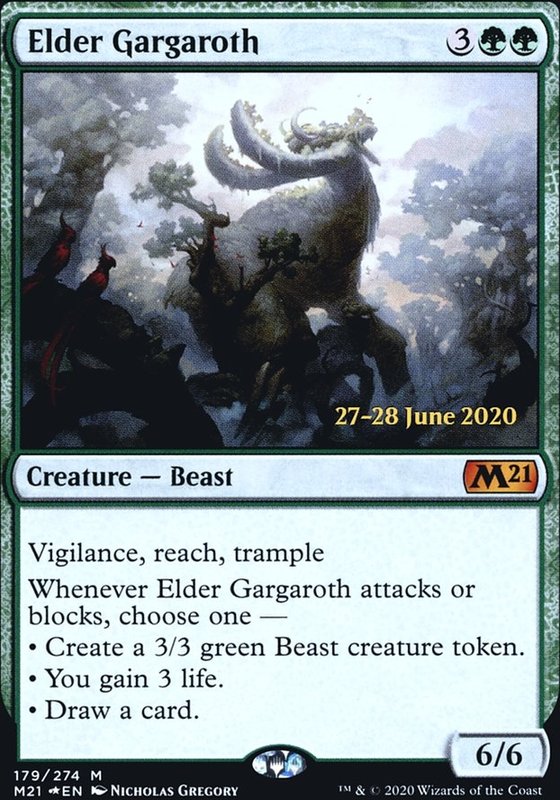 Elder Gargaroth 3
27–28 June 2020
Creature — Beast M21
Vigilance, reach, trample
Whenever Elder Gargaroth attacks or
blocks, choose one —
• Create a 3/3 green Beast creature token.
• You gain 3 life.
• Draw a card.
6/6
179/274 M
M21 ★ EN Nicholas Gregory
™ & © 2020 Wizards of the Coast